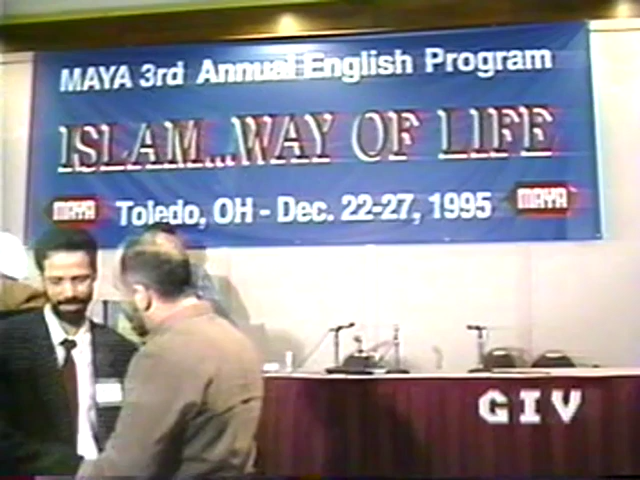 MAYA 3rd Annual English Program
ISLAM...WAY OF LIFE
MAYA Toledo, OH - Dec. 22-27, 1995 MAYA
GIV